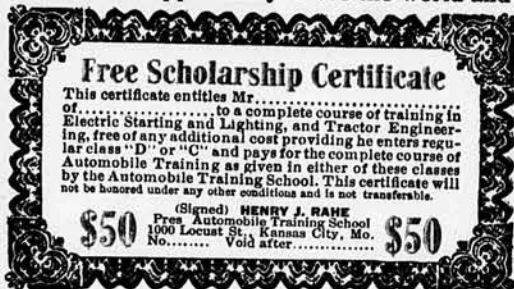 Free Scholarship Certificate
This certificate entitles Mr..................................
of....................to a complete course of training in
Electric Starting and Lighting, and Tractor Engineer-
ing, free of any additional cost providing he enters regu-
lar class "D" or "C" and pays for the complete course of
Automobile Training as given in either of these classes
by the Automobile Training School. This certificate will
not be honored under any other conditions and is not transferable.
(Signed) HENRY J. RAHE
Pres Automobile Training School
$50 1000 Locust St., Kansas City, Mo. $50
No........ Void after...............